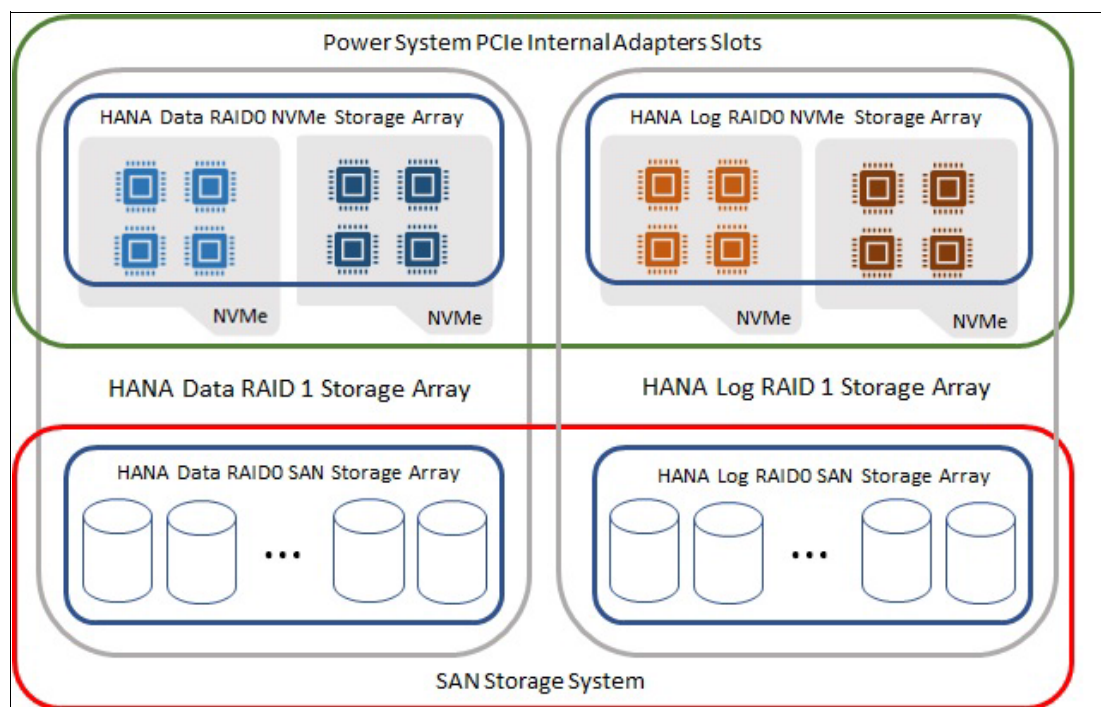 Power System PCIe Internal Adapters Slots
HANA Data RAID0 NVMe Storage Array
HANA Log RAID0 NVMe Storage Array
NVMe
NVMe
NVMe
NVMe
HANA Data RAID 1 Storage Array
HANA Log RAID 1 Storage Array
HANA Data RAID0 SAN Storage Array
HANA Log RAID0 SAN Storage Array
...
...
SAN Storage System